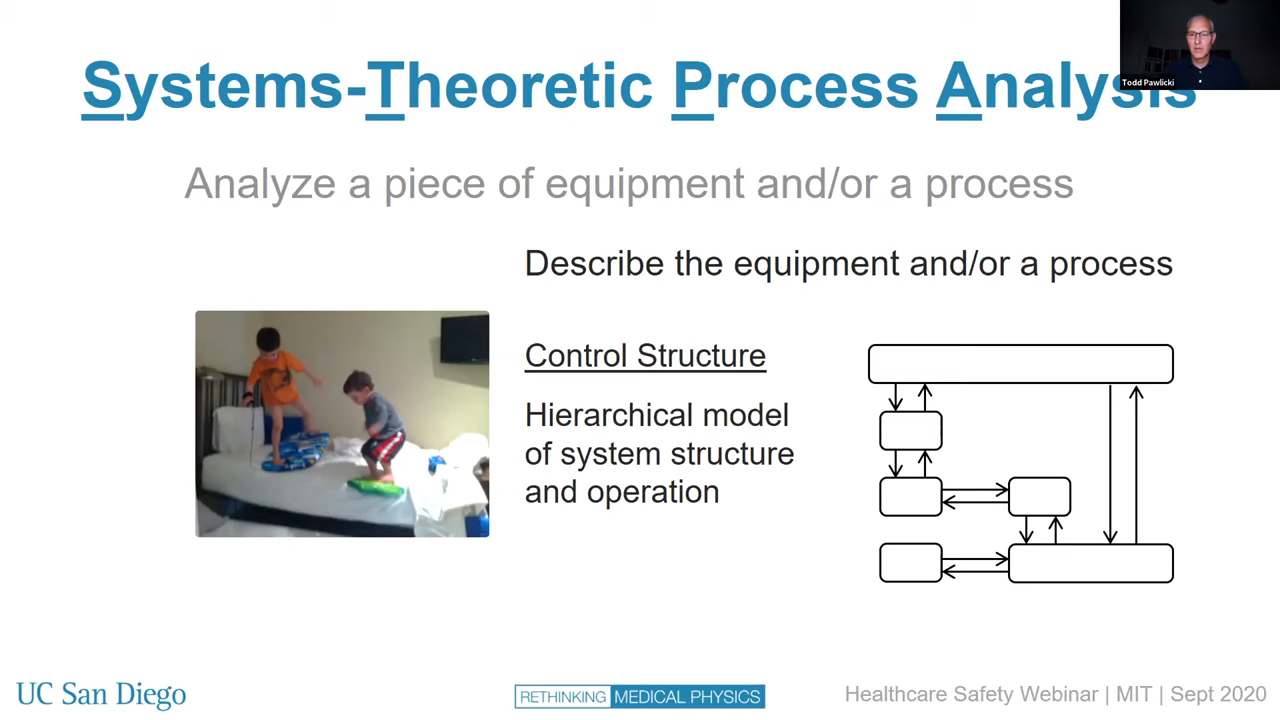 Systems-Theoretic Process Analysis
Todd Pawlicki
Analyze a piece of equipment and/or a process
Describe the equipment and/or a process
Control Structure
Hierarchical model
of system structure
and operation
UC San Diego
RETHINKING MEDICAL PHYSICS
Healthcare Safety Webinar | MIT | Sept 2020